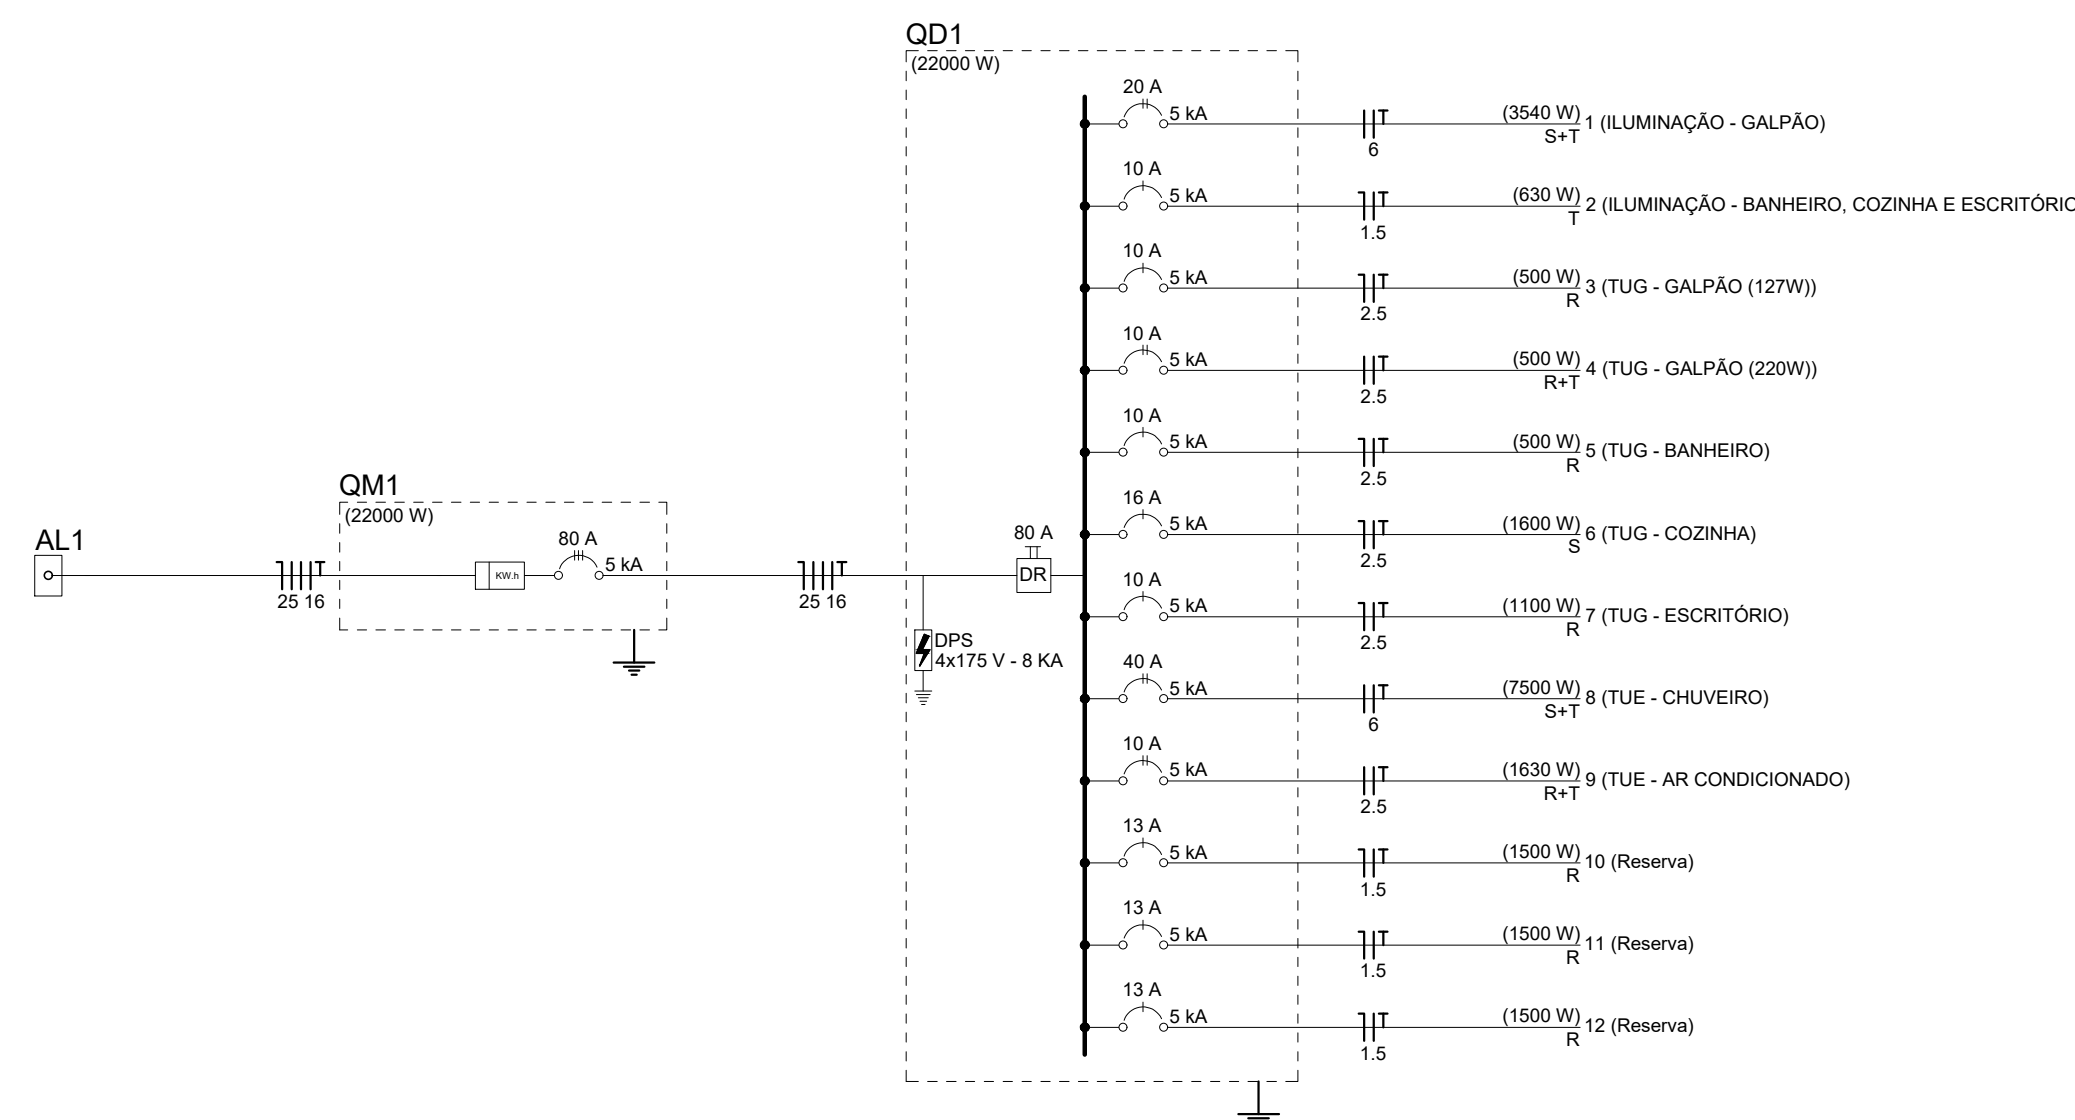 QD1
(22000 W)
20 A
5 kA
6
(3540 W)
S+T
1 (ILUMINAÇÃO - GALPÃO)
10 A
5 kA
1.5
(630 W)
T
2 (ILUMINAÇÃO - BANHEIRO, COZINHA E ESCRITÓRIO
10 A
5 kA
2.5
(500 W)
R
3 (TUG - GALPÃO (127W))
10 A
5 kA
2.5
(500 W)
R+T
4 (TUG - GALPÃO (220W))
10 A
5 kA
2.5
(500 W)
R
5 (TUG - BANHEIRO)
16 A
5 kA
2.5
(1600 W)
S
6 (TUG - COZINHA)
10 A
5 kA
2.5
(1100 W)
R
7 (TUG - ESCRITÓRIO)
40 A
5 kA
6
(7500 W)
S+T
8 (TUE - CHUVEIRO)
10 A
5 kA
2.5
(1630 W)
R+T
9 (TUE - AR CONDICIONADO)
13 A
5 kA
1.5
(1500 W)
R
10 (Reserva)
13 A
5 kA
1.5
(1500 W)
R
11 (Reserva)
13 A
5 kA
1.5
(1500 W)
R
12 (Reserva)
AL1
25 16
QM1
(22000 W)
KW.h
80 A
5 kA
25 16
DPS
4x175 V - 8 KA
80 A
DR